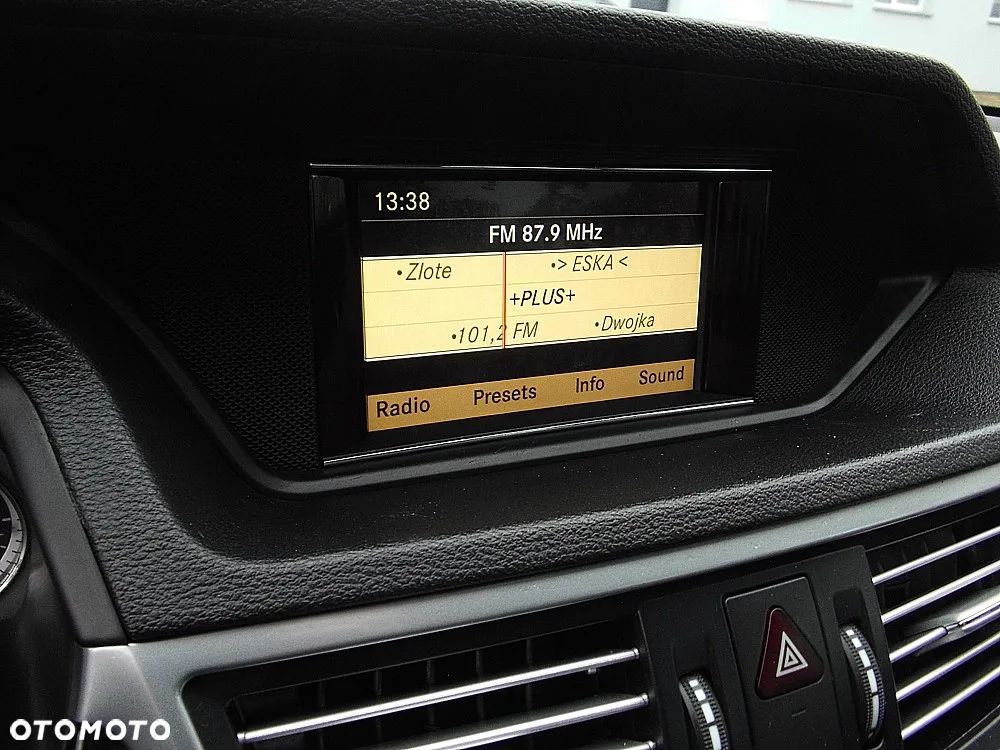 13:38
FM 87.9 MHz
•Zlote •> ESKA <
+PLUS+
•101,2 FM •Dwojka
Radio Presets Info Sound
OTOMOTO